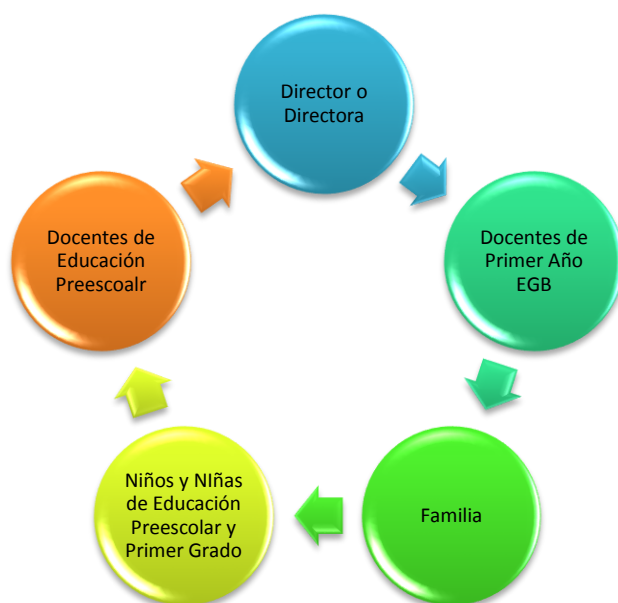 Director o
Directora
Docentes de
Primer Año
EGB
Familia
Niños y NIñas
de Educación
Preescolar y
Primer Grado
Docentes de
Educación
Preescoalr